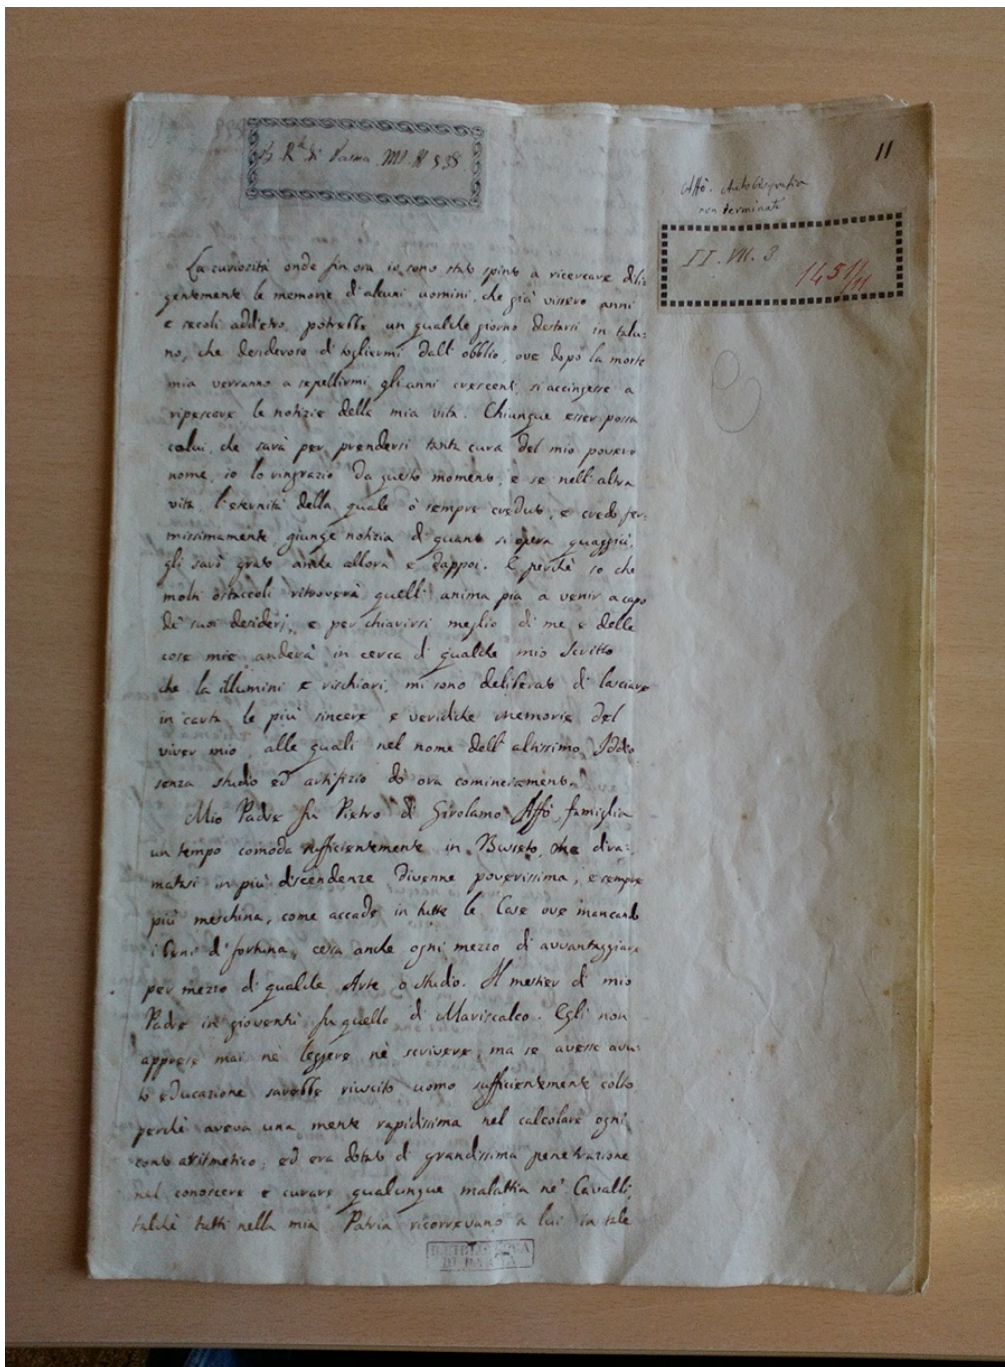 B. R.le di Parma. MS. N 538.
11
Affò. Autobiografia
non terminata
II. VII. 3
1451/11
La curiosità onde fin ora io sono stato spinto a ricercare dili=
gentemente le memorie d'alcuni uomini, che già vissero anni
e secoli addietro, potrebbe un qualche giorno destarsi in talu=
no, che desideroso di togliermi dall'obblio, ove dopo la morte
mia verranno a sepellirmi gli anni crescenti, si accingesse a
ripescare le notizie della mia vita. Chiunque esser possa
colui, che sarà per prendersi tanta cura del mio povero
nome, io lo ringrazio da questo momento, e se nell'altra
vita, l'eternità della quale ò sempre creduto, e credo fer=
missimamente, giunge notizia di quanto si opera quaggiù,
gli sarò grato anche allora e dappoi. E perchè so che
molti ostaccoli ritroverà quell'anima pia a venir a capo
de' suoi desiderj, e per chiarirsi meglio di me e delle
cose mie anderà in cerca di qualche mio Scritto
che la illumini e rischiari, mi sono deliberato di lasciare
in carta le più sincere e veridiche memorie del
viver mio, alle quali nel nome dell'altissimo Iddio
senza studio ed artifizio dò ora cominciamento.
Mio Padre fu Pietro di Girolamo Affò, famiglia
un tempo comoda sufficientemente in Busseto, che dira=
matasi in più discendenze divenne poverissima, e sempre
più meschina, come accade in tutte le Case ove mancando
i beni di fortuna, cessa anche ogni mezzo di avvantaggiare
per mezzo di qualche Arte o studio. Il mestier di mio
Padre in gioventù fu quello di Mariscalco. Egli non
apprese mai nè leggere nè scrivere, ma se avesse avu=
to educazione sarebbe riuscito uomo sufficientemente colto
perchè aveva una mente rapidissima nel calcolare ogni
conto aritmetico, ed era dotato di grandissima penetrazione
nel conoscere e curare qualunque malattia ne' Cavalli,
talchè tutti nella mia Patria ricorrevano a lui in tale
R. BIBLIOTECA
DI PARMA